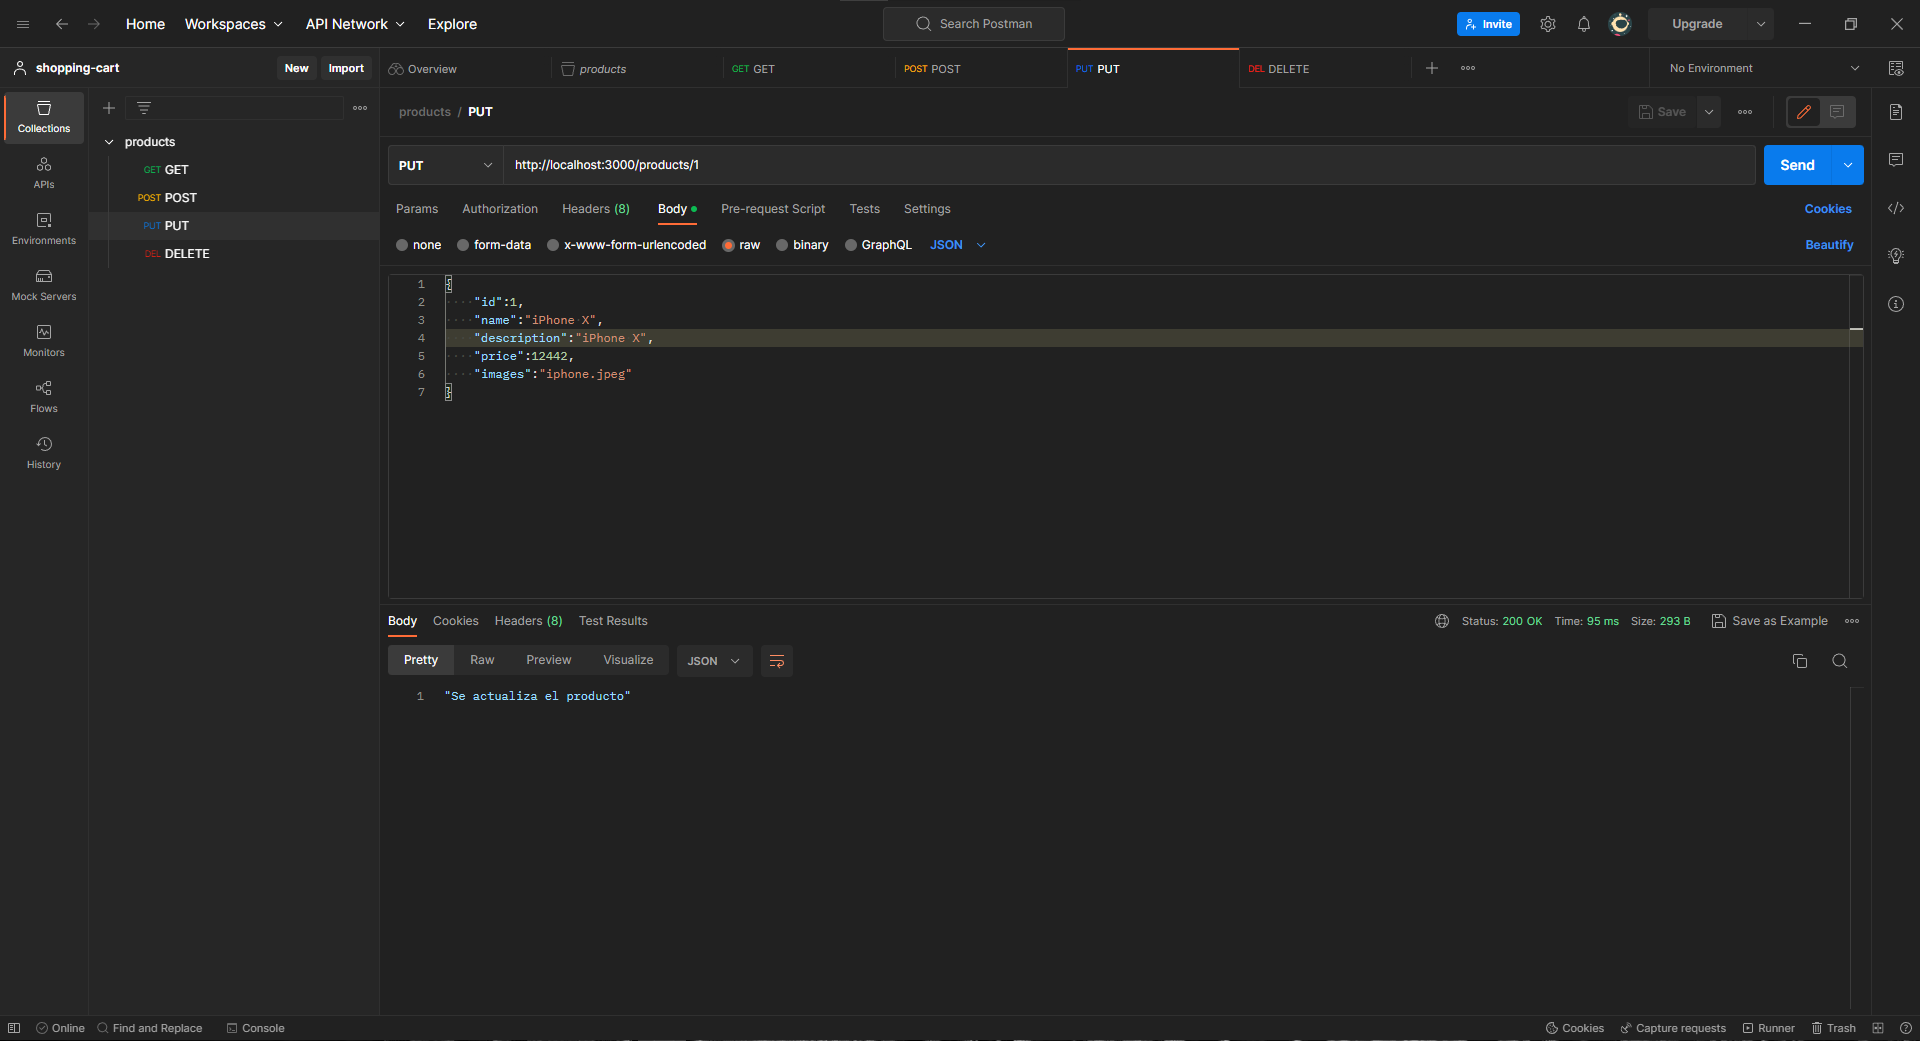 Home Workspaces API Network Explore Search Postman Invite Upgrade
shopping-cart New Import Overview products GET GET POST POST PUT PUT DEL DELETE No Environment
Collections
APIs
Environments
Mock Servers
Monitors
Flows
History
products
GET GET
POST POST
PUT PUT
DEL DELETE
products / PUT Save
PUT http://localhost:3000/products/1 Send
Params Authorization Headers (8) Body Pre-request Script Tests Settings Cookies
none form-data x-www-form-urlencoded raw binary GraphQL JSON Beautify
1 {
2 "id":1,
3 "name":"iPhone X",
4 "description":"iPhone X",
5 "price":12442,
6 "images":"iphone.jpeg"
7 }
Body Cookies Headers (8) Test Results Status: 200 OK Time: 95 ms Size: 293 B Save as Example
Pretty Raw Preview Visualize JSON
1 "Se actualiza el producto"
Online Find and Replace Console Cookies Capture requests Runner Trash